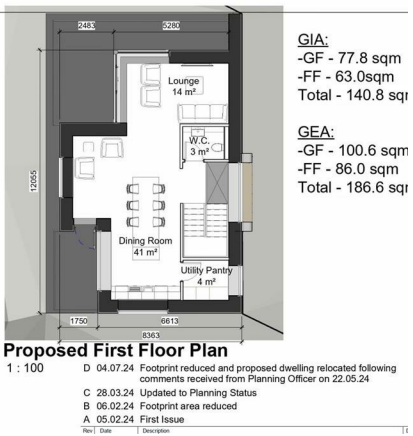 2483
5280
GIA:
-GF - 77.8 sqm
-FF - 63.0sqm
Total - 140.8
Lounge
14 m²
GEA:
-GF - 100.6 sqm
-FF - 86.0 sqm
Total - 186.6
W.C.
3 m²
12055
Dining Room
41 m²
Utility Pantry
4 m²
1750
6613
8363
Proposed First Floor Plan
1 : 100
D 04.07.24 Footprint reduced and proposed dwelling relocated following
comments received from Planning Officer on 22.05.24
C 28.03.24 Updated to Planning Status
B 06.02.24 Footprint area reduced
A 05.02.24 First Issue
Rev Date Description